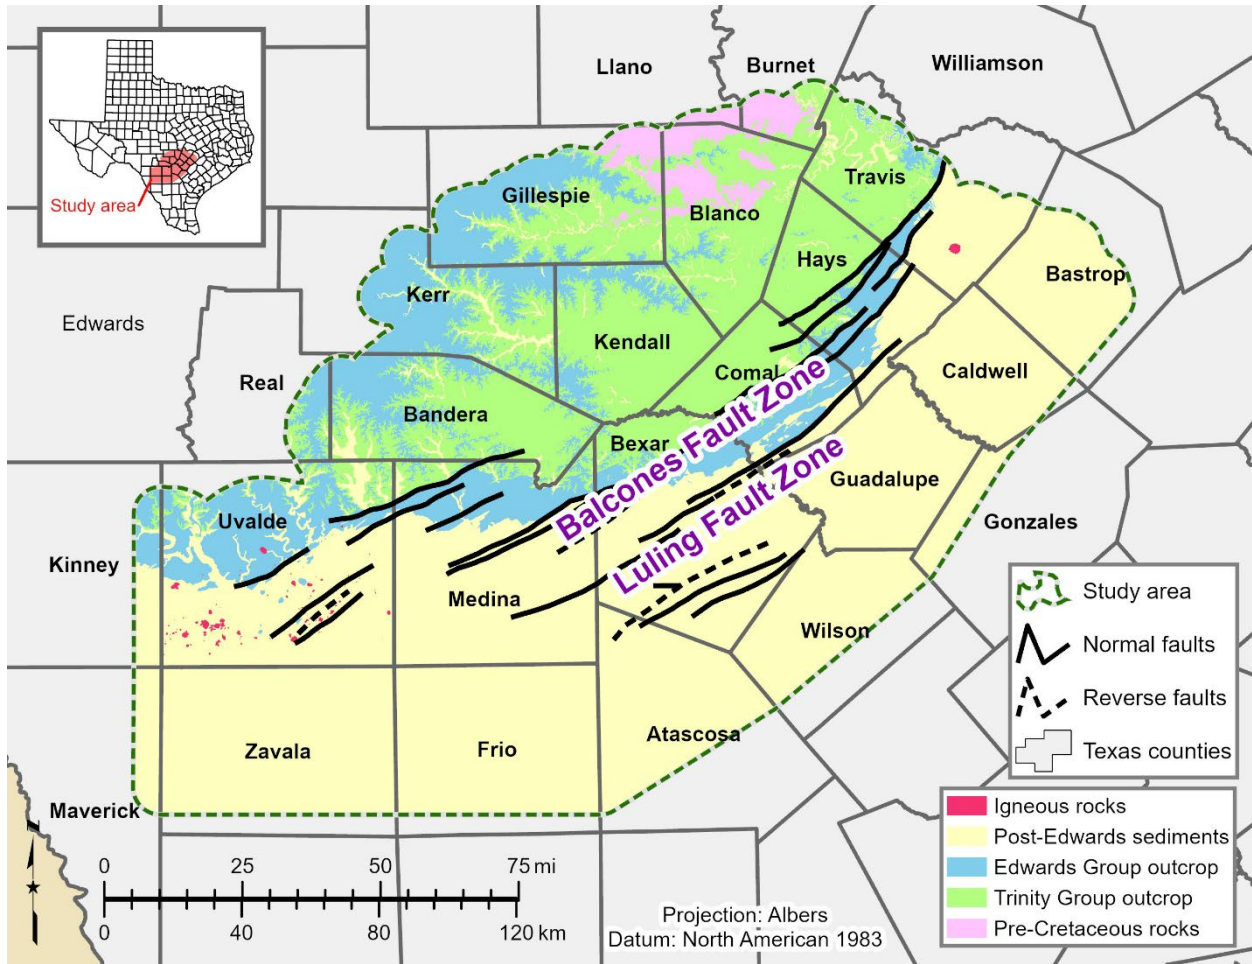 Study area
Llano
Burnet
Williamson
Gillespie
Blanco
Travis
Hays
Bastrop
Edwards
Kerr
Kendall
Real
Comal
Caldwell
Bandera
Bexar
Balcones Fault Zone
Luling Fault Zone
Guadalupe
Gonzales
Uvalde
Kinney
Medina
Wilson
Zavala
Frio
Atascosa
Maverick
Study area
Normal faults
Reverse faults
Texas counties
Igneous rocks
Post-Edwards sediments
Edwards Group outcrop
Trinity Group outcrop
Pre-Cretaceous rocks
0 25 50 75 mi
0 40 80 120 km
Projection: Albers
Datum: North American 1983